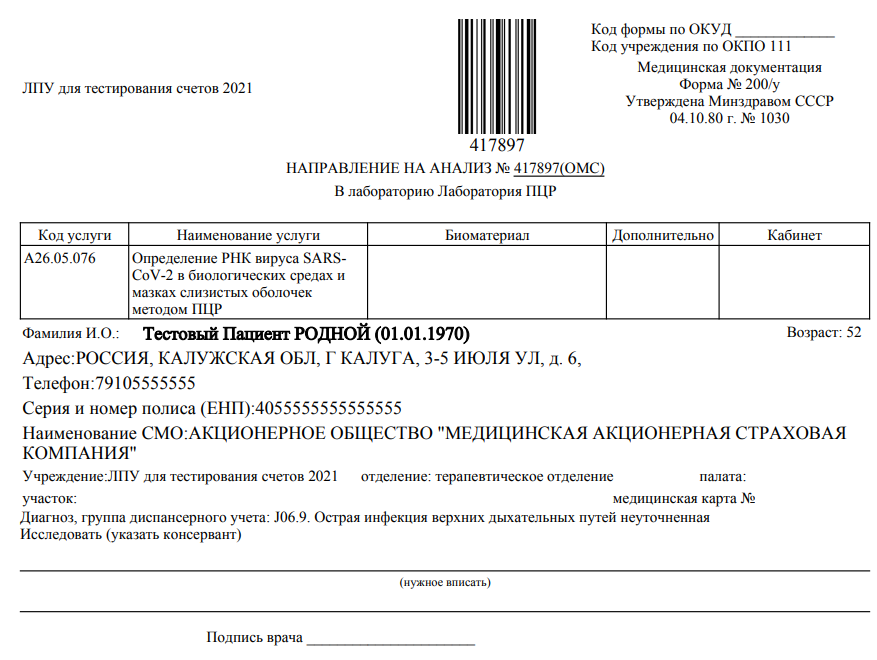 Код формы по ОКУД _____________
Код учреждения по ОКПО 111
Медицинская документация
Форма № 200/у
Утверждена Минздравом СССР
04.10.80 г. № 1030
ЛПУ для тестирования счетов 2021
417897
НАПРАВЛЕНИЕ НА АНАЛИЗ № 417897(ОМС)
В лабораторию Лаборатория ПЦР
Код услуги Наименование услуги Биоматериал Дополнительно Кабинет
A26.05.076 Определение РНК вируса SARS-
CoV-2 в биологических средах и
мазках слизистых оболочек
методом ПЦР
Фамилия И.О.: Тестовый Пациент РОДНОЙ (01.01.1970) Возраст: 52
Адрес:РОССИЯ, КАЛУЖСКАЯ ОБЛ, Г КАЛУГА, 3-5 ИЮЛЯ УЛ, д. 6,
Телефон:79105555555
Серия и номер полиса (ЕНП):4055555555555555
Наименование СМО:АКЦИОНЕРНОЕ ОБЩЕСТВО "МЕДИЦИНСКАЯ АКЦИОНЕРНАЯ СТРАХОВАЯ
КОМПАНИЯ"
Учреждение:ЛПУ для тестирования счетов 2021 отделение: терапевтическое отделение палата:
участок: медицинская карта №
Диагноз, группа диспансерного учета: J06.9. Острая инфекция верхних дыхательных путей неуточненная
Исследовать (указать консервант)
(нужное вписать)
Подпись врача ______________________